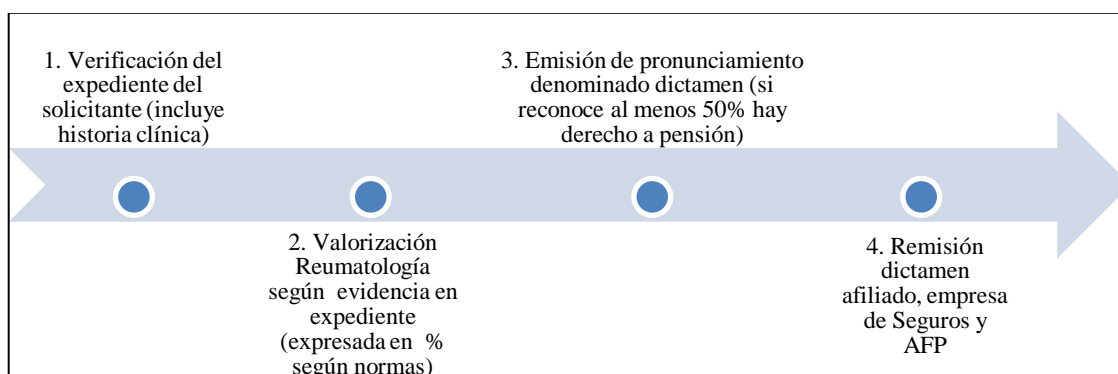 1. Verificación del
expediente del
solicitante (incluye
historia clínica)
2. Valorización
Reumatología
según evidencia en
expediente
(expresada en % 
según normas)
3. Emisión de pronunciamiento
denominado dictamen (si
reconoce al menos 50% hay
derecho a pensión)
4. Remisión
dictamen
afiliado, empresa
de Seguros y
AFP